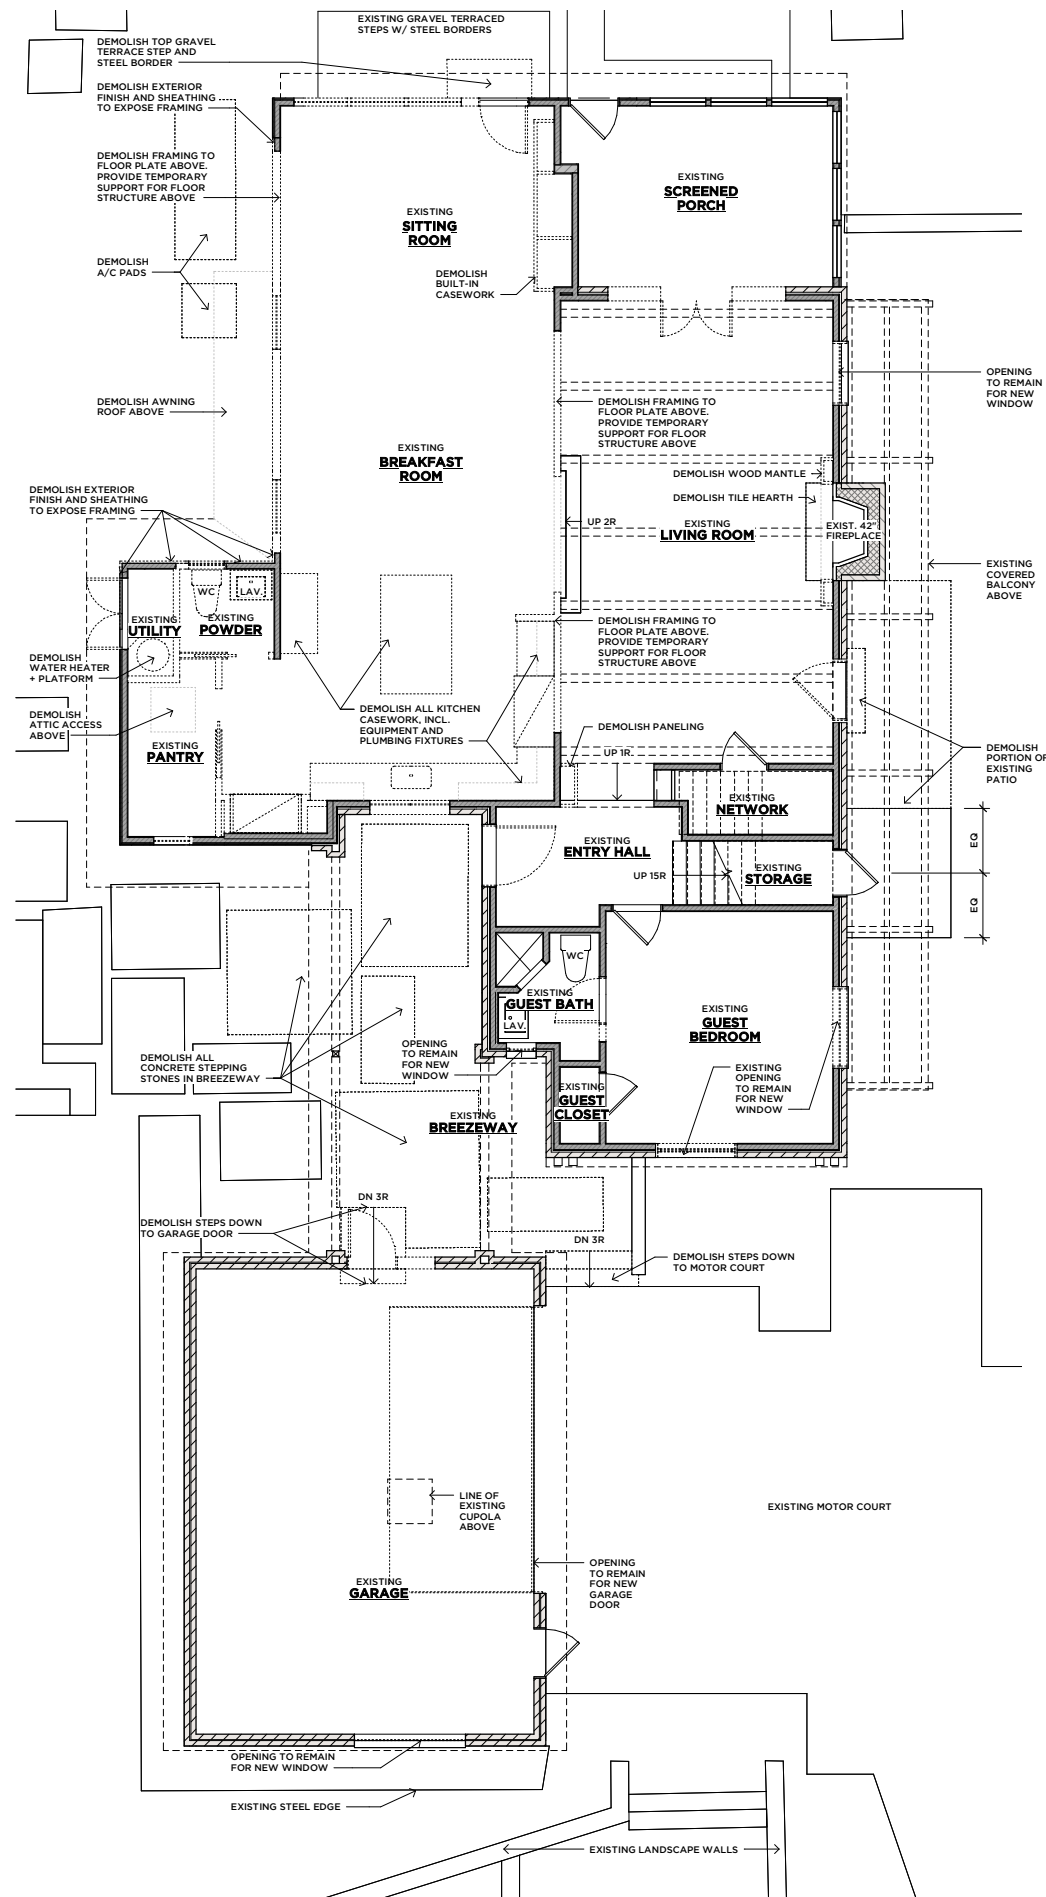 EXISTING GRAVEL TERRACED
STEPS W/ STEEL BORDERS
DEMOLISH TOP GRAVEL
TERRACE STEP AND
STEEL BORDER
DEMOLISH EXTERIOR
FINISH AND SHEATHING
TO EXPOSE FRAMING
DEMOLISH FRAMING TO
FLOOR PLATE ABOVE.
PROVIDE TEMPORARY
SUPPORT FOR FLOOR
STRUCTURE ABOVE
EXISTING
SCREENED
PORCH
EXISTING
SITTING
ROOM
DEMOLISH
A/C PADS
DEMOLISH
BUILT-IN
CASEWORK
OPENING
TO REMAIN
FOR NEW
WINDOW
DEMOLISH AWNING
ROOF ABOVE
DEMOLISH FRAMING TO
FLOOR PLATE ABOVE.
PROVIDE TEMPORARY
SUPPORT FOR FLOOR
STRUCTURE ABOVE
EXISTING
BREAKFAST
ROOM
DEMOLISH WOOD MANTLE
DEMOLISH TILE HEARTH
DEMOLISH EXTERIOR
FINISH AND SHEATHING
TO EXPOSE FRAMING
UP 2R
EXISTING
LIVING ROOM
EXIST. 42"
FIREPLACE
EXISTING
COVERED
BALCONY
ABOVE
WC
LAV.
EXISTING
UTILITY
EXISTING
POWDER
DEMOLISH FRAMING TO
FLOOR PLATE ABOVE.
PROVIDE TEMPORARY
SUPPORT FOR FLOOR
STRUCTURE ABOVE
DEMOLISH
WATER HEATER
+ PLATFORM
DEMOLISH
ATTIC ACCESS
ABOVE
DEMOLISH ALL KITCHEN
CASEWORK, INCL.
EQUIPMENT AND
PLUMBING FIXTURES
DEMOLISH PANELING
EXISTING
PANTRY
UP 1R
DEMOLISH
PORTION OF
EXISTING
PATIO
EXISTING
NETWORK
EXISTING
ENTRY HALL
EQ
UP 15R
EXISTING
STORAGE
EQ
WC
EXISTING
GUEST BATH
LAV.
EXISTING
GUEST
BEDROOM
OPENING
TO REMAIN
FOR NEW
WINDOW
DEMOLISH ALL
CONCRETE STEPPING
STONES IN BREEZEWAY
EXISTING
OPENING
TO REMAIN
FOR NEW
WINDOW
EXISTING
GUEST
CLOSET
EXISTING
BREEZEWAY
DN 3R
DEMOLISH STEPS DOWN
TO GARAGE DOOR
DN 3R
DEMOLISH STEPS DOWN
TO MOTOR COURT
LINE OF
EXISTING
CUPOLA
ABOVE
EXISTING MOTOR COURT
OPENING
TO REMAIN
FOR NEW
GARAGE
DOOR
EXISTING
GARAGE
OPENING TO REMAIN
FOR NEW WINDOW
EXISTING STEEL EDGE
EXISTING LANDSCAPE WALLS